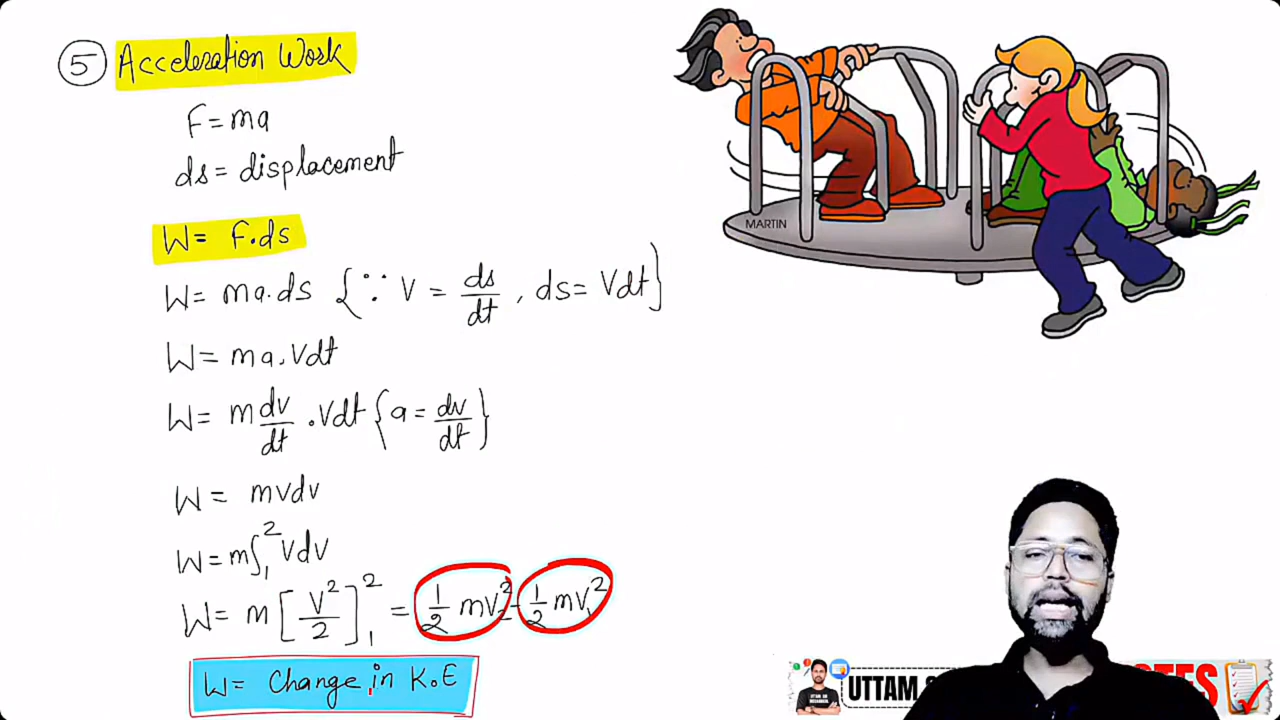 5 Acceleration Work
F = ma
ds = displacement
W = F.ds
W = ma.ds {∵ V = ds/dt , ds = Vdt}
W = ma.Vdt
W = m dv/dt .Vdt {a = dv/dt}
W = mvdv
W = m∫₁² Vdv
W = m[V²/2]₁² = ½ mV₂² - ½ mV₁²
W = Change in K.E
MARTIN
UTTAM